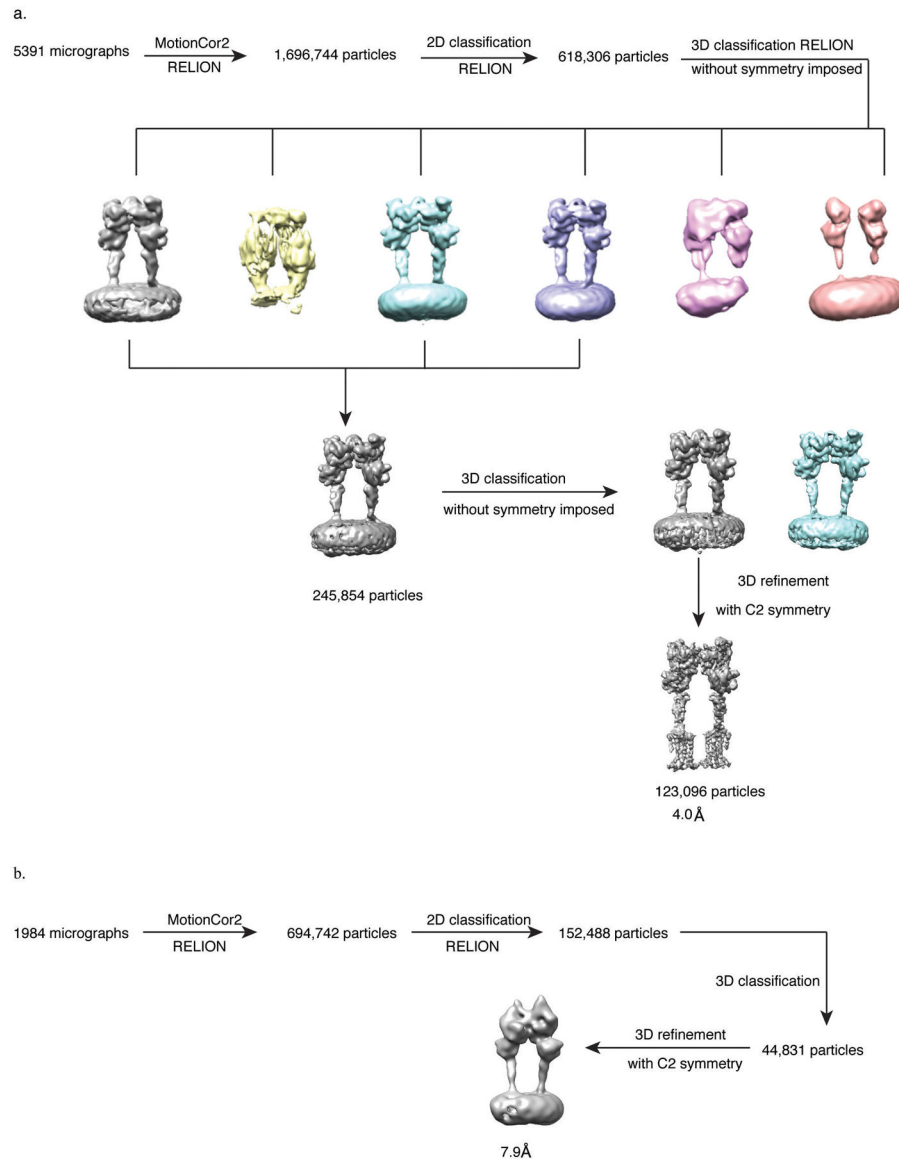 a.
5391 micrographs
MotionCor2
RELION
1,696,744 particles
2D classification
RELION
618,306 particles
3D classification RELION
without symmetry imposed
245,854 particles
3D classification
without symmetry imposed
3D refinement
with C2 symmetry
123,096 particles
4.0Å
b.
1984 micrographs
MotionCor2
RELION
694,742 particles
2D classification
RELION
152,488 particles
3D classification
44,831 particles
3D refinement
with C2 symmetry
7.9Å